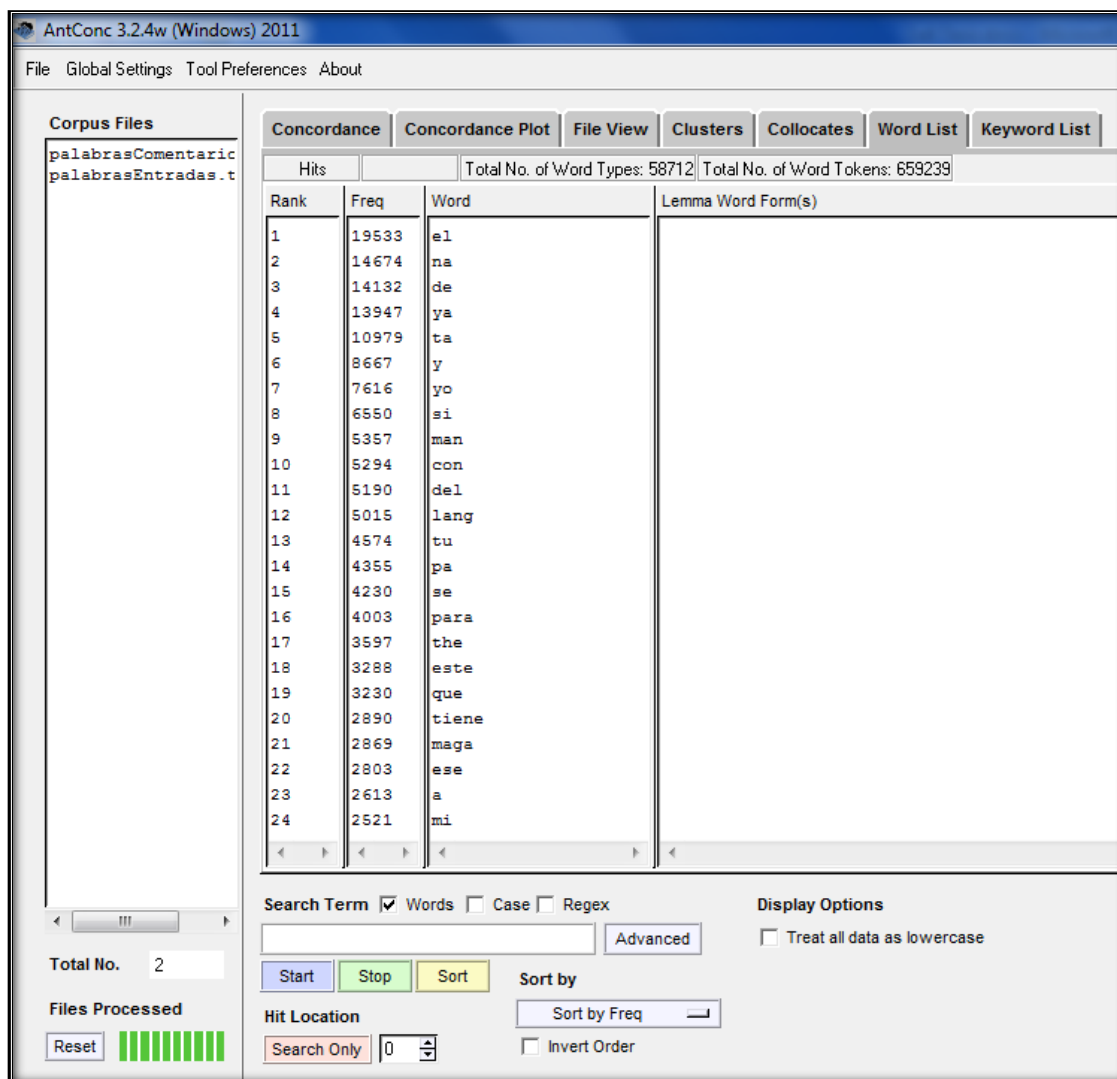 AntConc 3.2.4w (Windows) 2011
File Global Settings Tool Preferences About
Corpus Files
palabrasComentaric
palabrasEntradas.t
Concordance Concordance Plot File View Clusters Collocates Word List Keyword List
Hits Total No. of Word Types: 58712 Total No. of Word Tokens: 659239
Rank Freq Word Lemma Word Form(s)
1 19533 el
2 14674 na
3 14132 de
4 13947 ya
5 10979 ta
6 8667 y
7 7616 yo
8 6550 si
9 5357 man
10 5294 con
11 5190 del
12 5015 lang
13 4574 tu
14 4355 pa
15 4230 se
16 4003 para
17 3597 the
18 3288 este
19 3230 que
20 2890 tiene
21 2869 maga
22 2803 ese
23 2613 a
24 2521 mi
Search Term Words Case Regex
Advanced
Start Stop Sort
Hit Location
Search Only 0
Sort by
Sort by Freq
Invert Order
Display Options
Treat all data as lowercase
Total No. 2
Files Processed
Reset